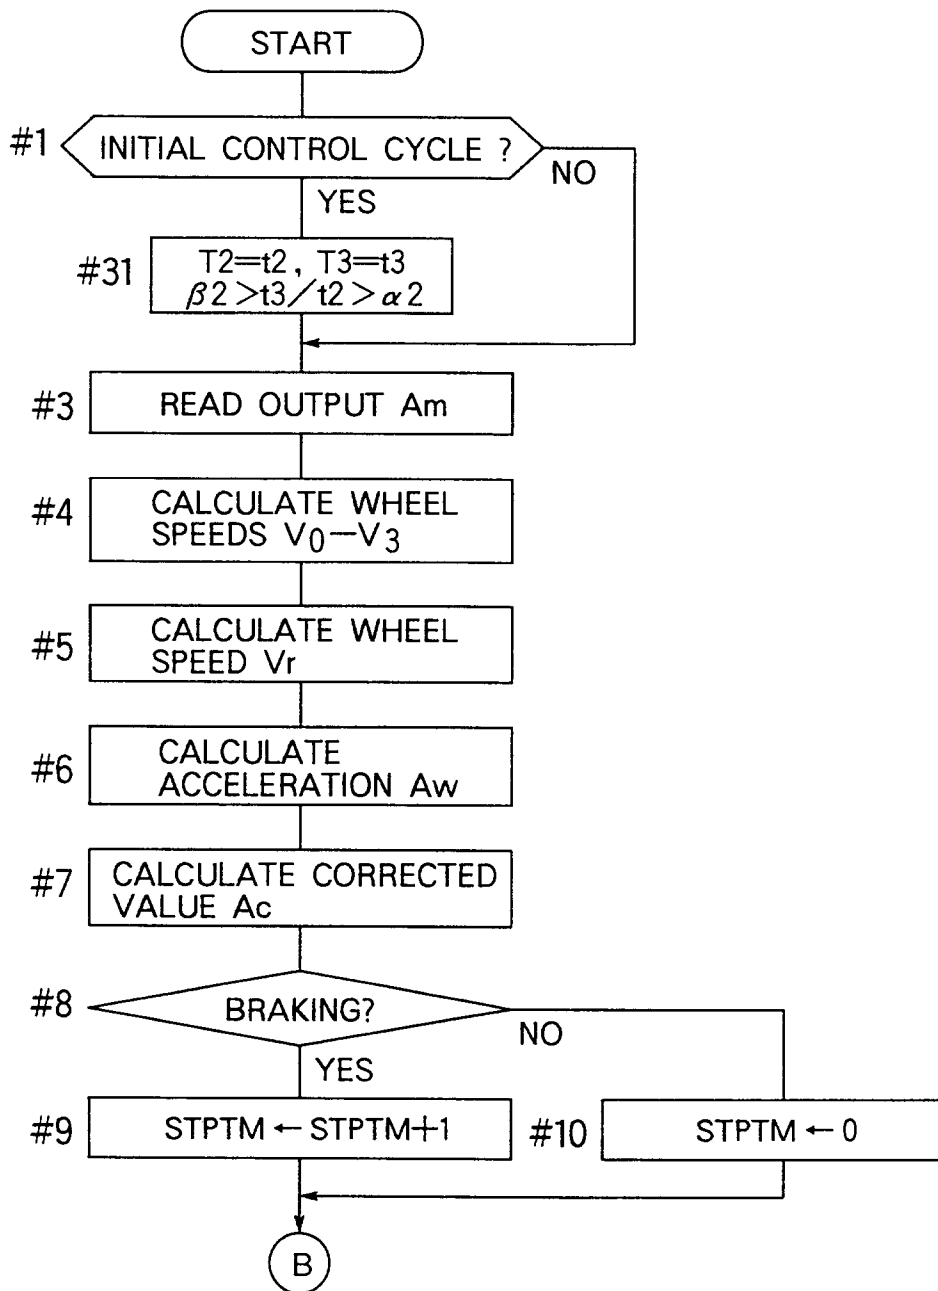 START
#1
INITIAL CONTROL CYCLE ?
NO
YES
#31
T2=t2, T3=t3
β2>t3/t2>α2
#3
READ OUTPUT Am
#4
CALCULATE WHEEL
SPEEDS V0–V3
#5
CALCULATE WHEEL
SPEED Vr
#6
CALCULATE
ACCELERATION Aw
#7
CALCULATE CORRECTED
VALUE Ac
#8
BRAKING?
NO
YES
#9
STPTM ← STPTM+1
#10
STPTM ← 0
B